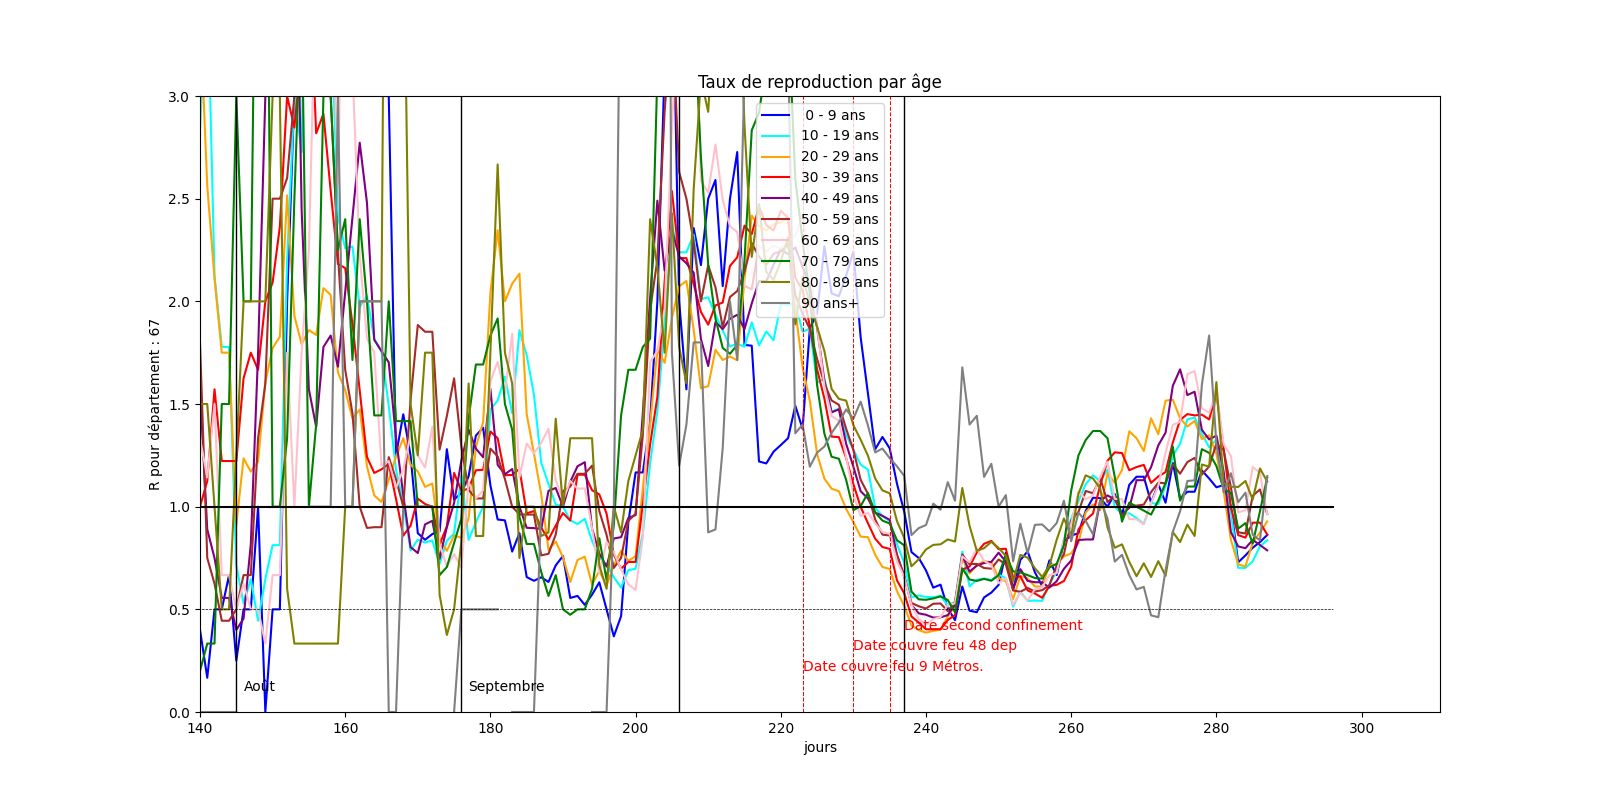 Taux de reproduction par âge
3.0
2.5
2.0
1.5
1.0
0.5
0.0
R pour département : 67
0 - 9 ans
10 - 19 ans
20 - 29 ans
30 - 39 ans
40 - 49 ans
50 - 59 ans
60 - 69 ans
70 - 79 ans
80 - 89 ans
90 ans+
Date second confinement
Date couvre feu 48 dep
Date couvre feu 9 Métros.
Août
Septembre
140
160
180
200
220
240
260
280
300
jours